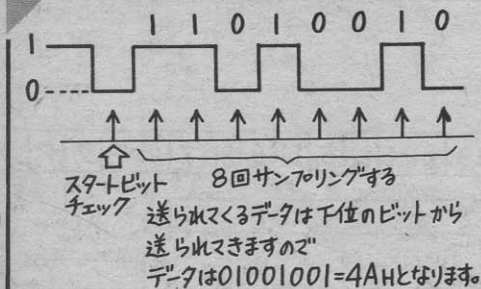 1 1 0 1 0 0 1 0
1
0
スタートビット
チェック
8回サンプリングする
送られてくるデータは下位のビットから
送られてきますので
データは01001001=4AHとなります。